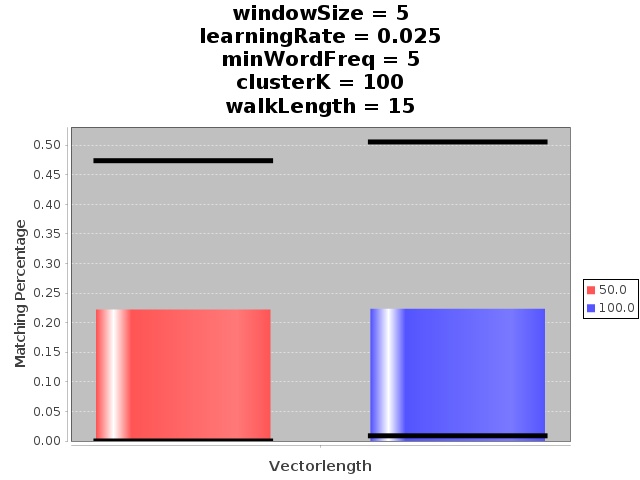 windowSize = 5
learningRate = 0.025
minWordFreq = 5
clusterK = 100
walkLength = 15
0.50
0.45
0.40
0.35
0.30
0.25
0.20
0.15
0.10
0.05
0.00
Matching Percentage
Vectorlength
50.0
100.0